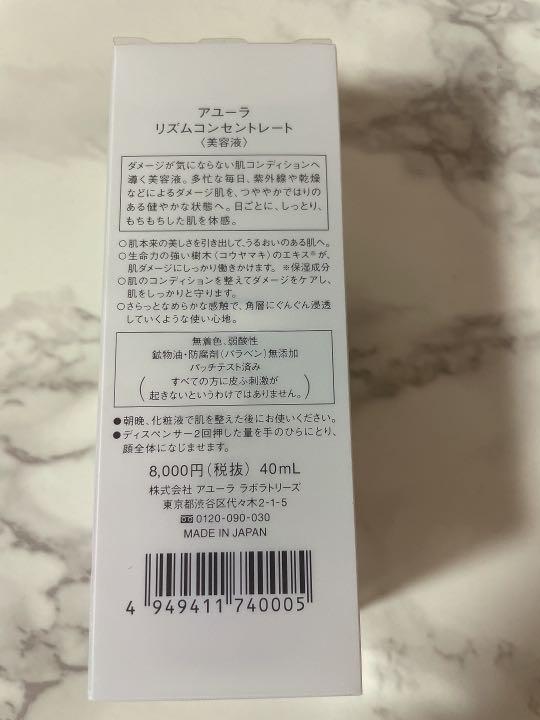 アユーラ
リズムコンセントレート
〈美容液〉
ダメージが気にならない肌コンディションへ
導く美容液。多忙な毎日、紫外線や乾燥
などによるダメージ肌を、つややかではりの
ある健やかな状態へ。日ごとに、しっとり、
もちもちした肌を体感。
○肌本来の美しさを引き出して、うるおいのある肌へ。
○生命力の強い樹木(コウヤマキ)のエキス※が、
肌ダメージにしっかり働きかけます。 ※保湿成分
○肌のコンディションを整えてダメージをケアし、
肌をしっかりと守ります。
○さらっとなめらかな感触で、角層にぐんぐん浸透
していくような使い心地。
無着色、弱酸性
鉱物油・防腐剤(パラベン)無添加
パッチテスト済み
(すべての方に皮ふ刺激が
起きないというわけではありません。)
●朝晩、化粧液で肌を整えた後にお使いください。
●ディスペンサー2回押した量を手のひらにとり、
顔全体になじませます。
8,000円(税抜) 40mL
株式会社 アユーラ ラボラトリーズ
東京都渋谷区代々木2-1-5
0120-090-030
MADE IN JAPAN
4 949411 740005